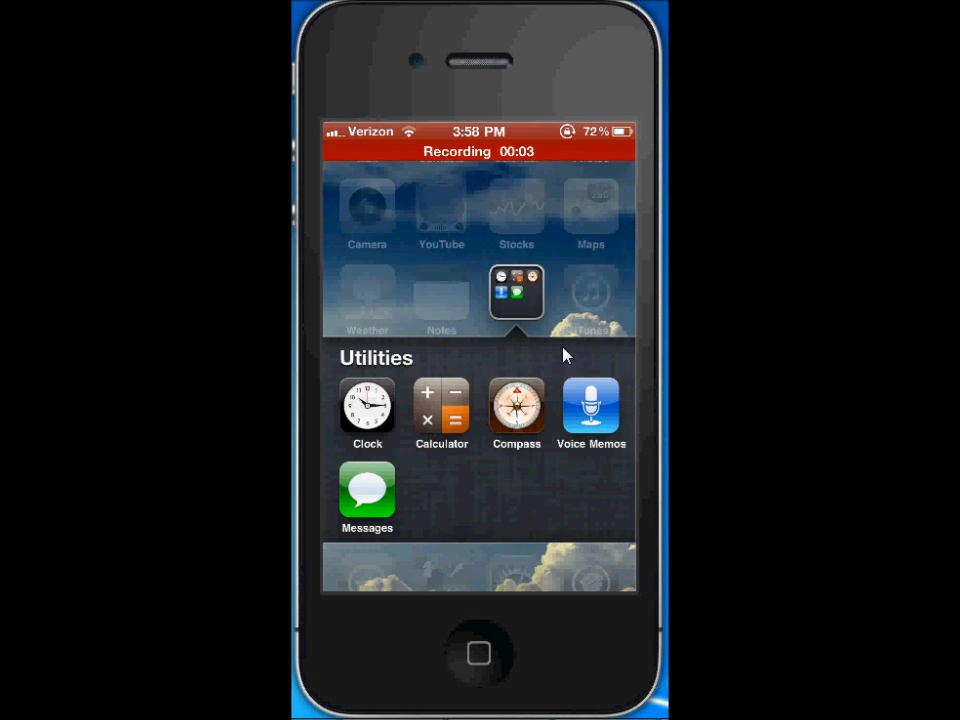 Verizon 3:58 PM 72%
Recording 00:03
Camera YouTube Stocks Maps
280
Weather Notes iTunes
Utilities
Clock Calculator Compass Voice Memos
Messages